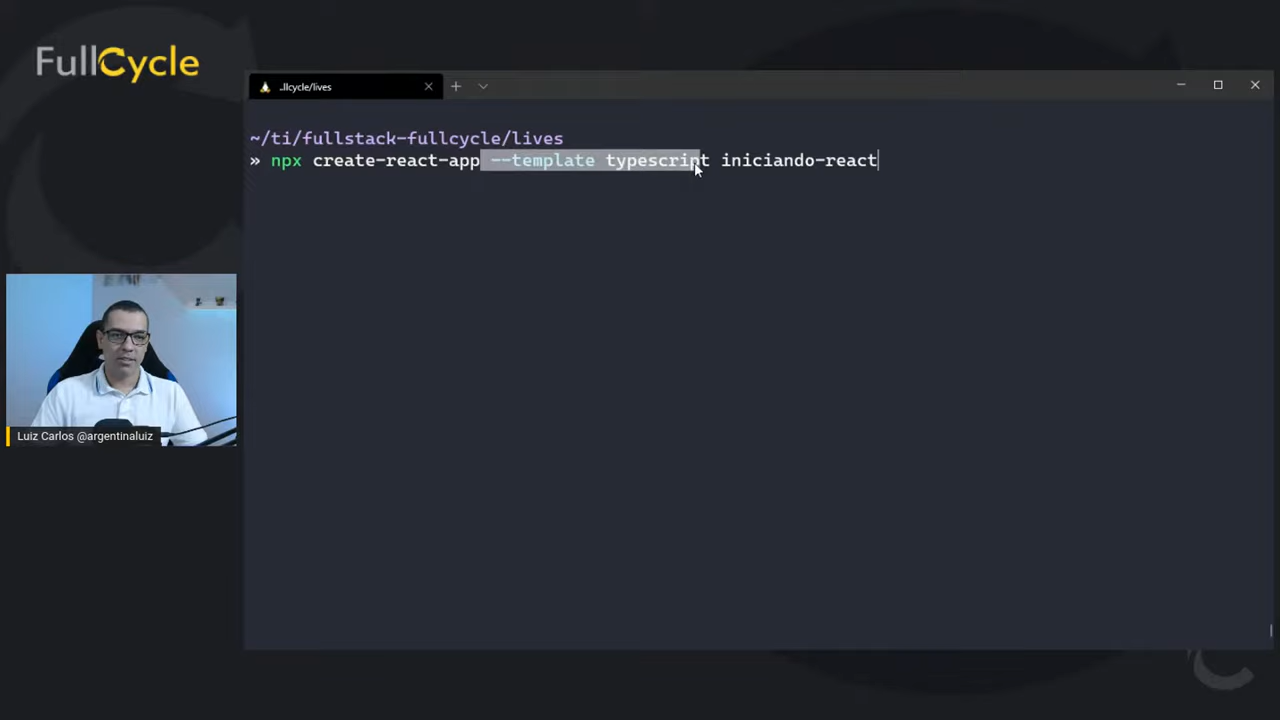 FullCycle
..llcycle/lives
~/ti/fullstack-fullcycle/lives
» npx create-react-app --template typescript iniciando-react
Luiz Carlos @argentinaluiz